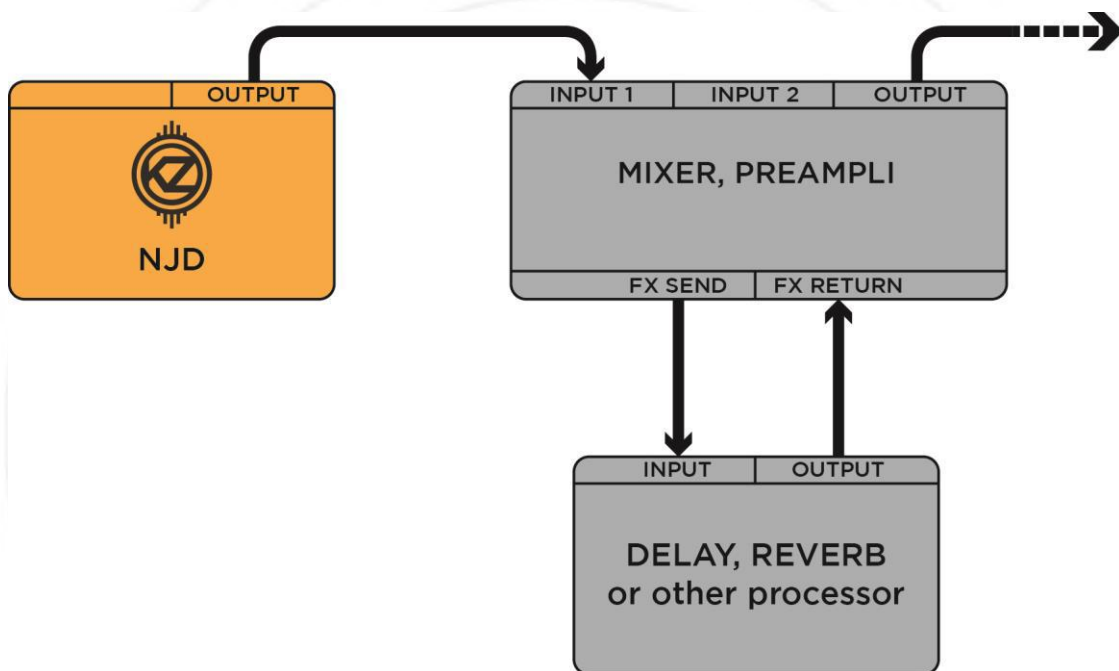 OUTPUT
INPUT 1
INPUT 2
OUTPUT
KZ
NJD
MIXER, PREAMPLI
FX SEND
FX RETURN
INPUT
OUTPUT
DELAY, REVERB
or other processor